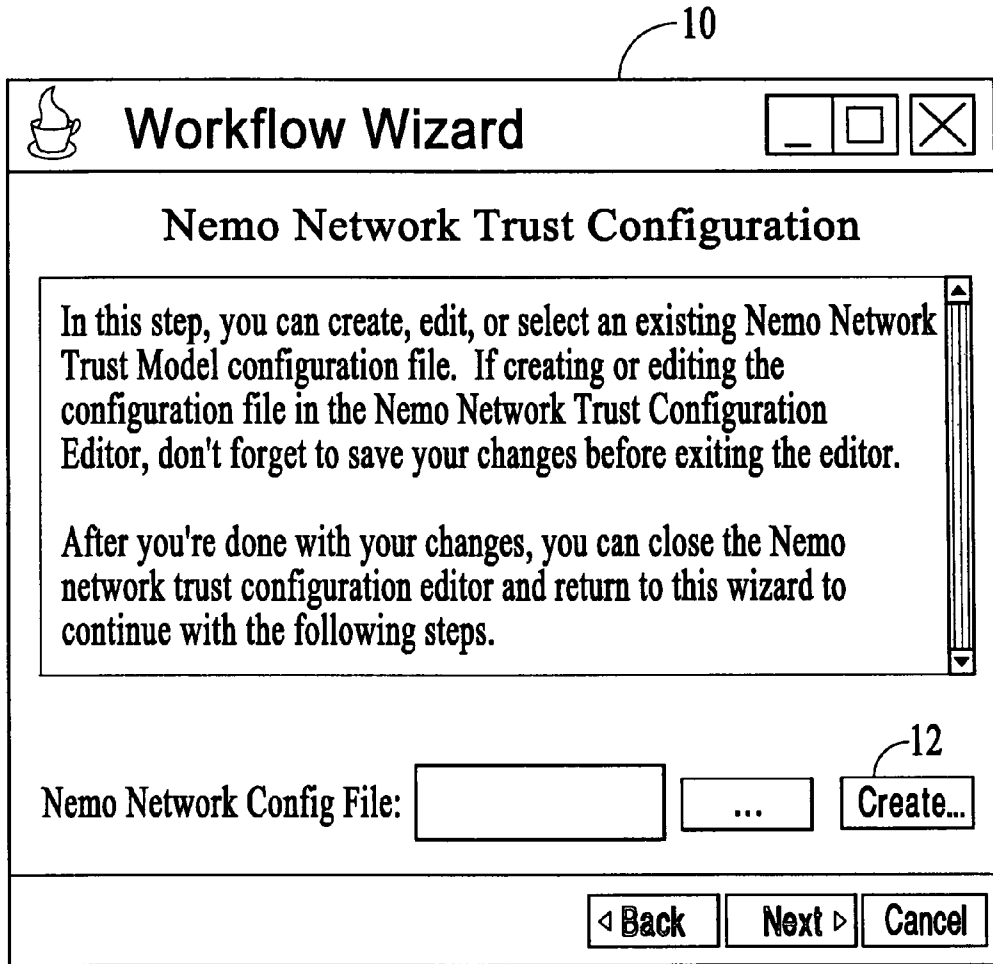 10
Workflow Wizard
Nemo Network Trust Configuration
In this step, you can create, edit, or select an existing Nemo Network
Trust Model configuration file. If creating or editing the
configuration file in the Nemo Network Trust Configuration
Editor, don't forget to save your changes before exiting the editor.
After you're done with your changes, you can close the Nemo
network trust configuration editor and return to this wizard to
continue with the following steps.
12
Nemo Network Config File: ... Create...
Back Next Cancel